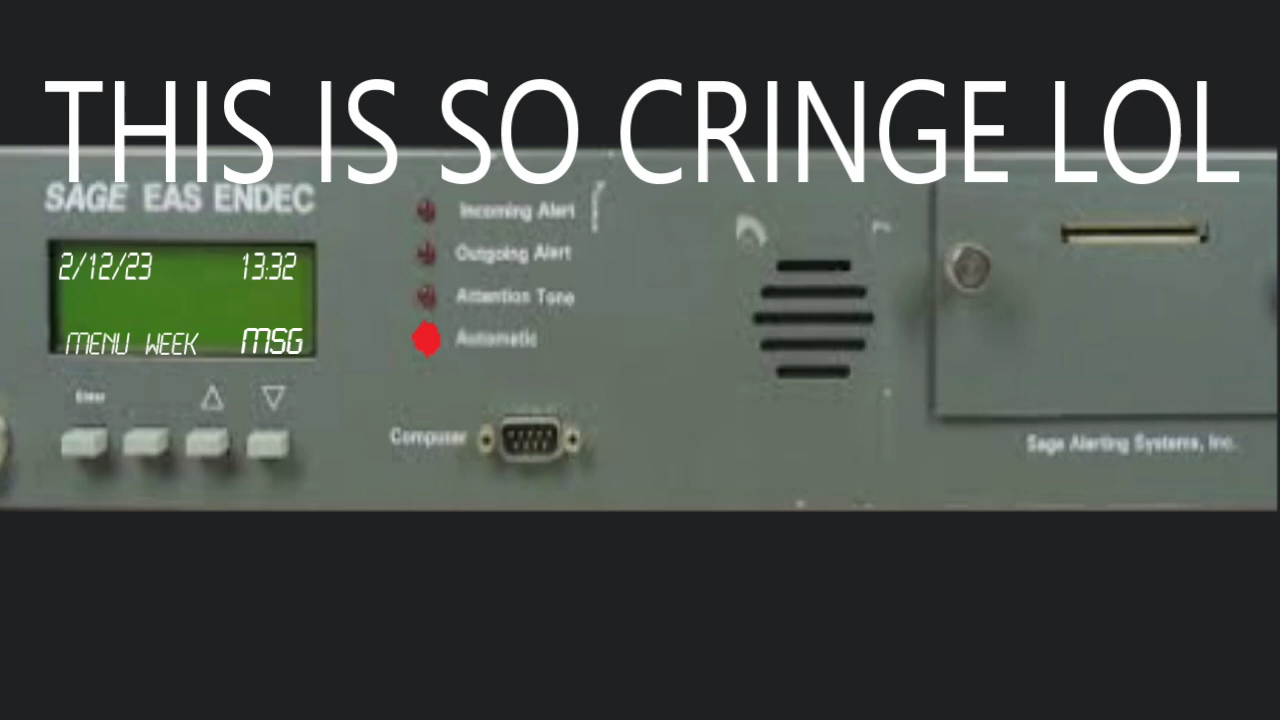 THIS IS SO CRINGE LOL
SAGE EAS ENDEC
2/12/23 13:32
MENU WEEK MSG
Enter
Incoming Alert
Outgoing Alert
Attention Tone
Automatic
Computer
Sage Alerting Systems, Inc.